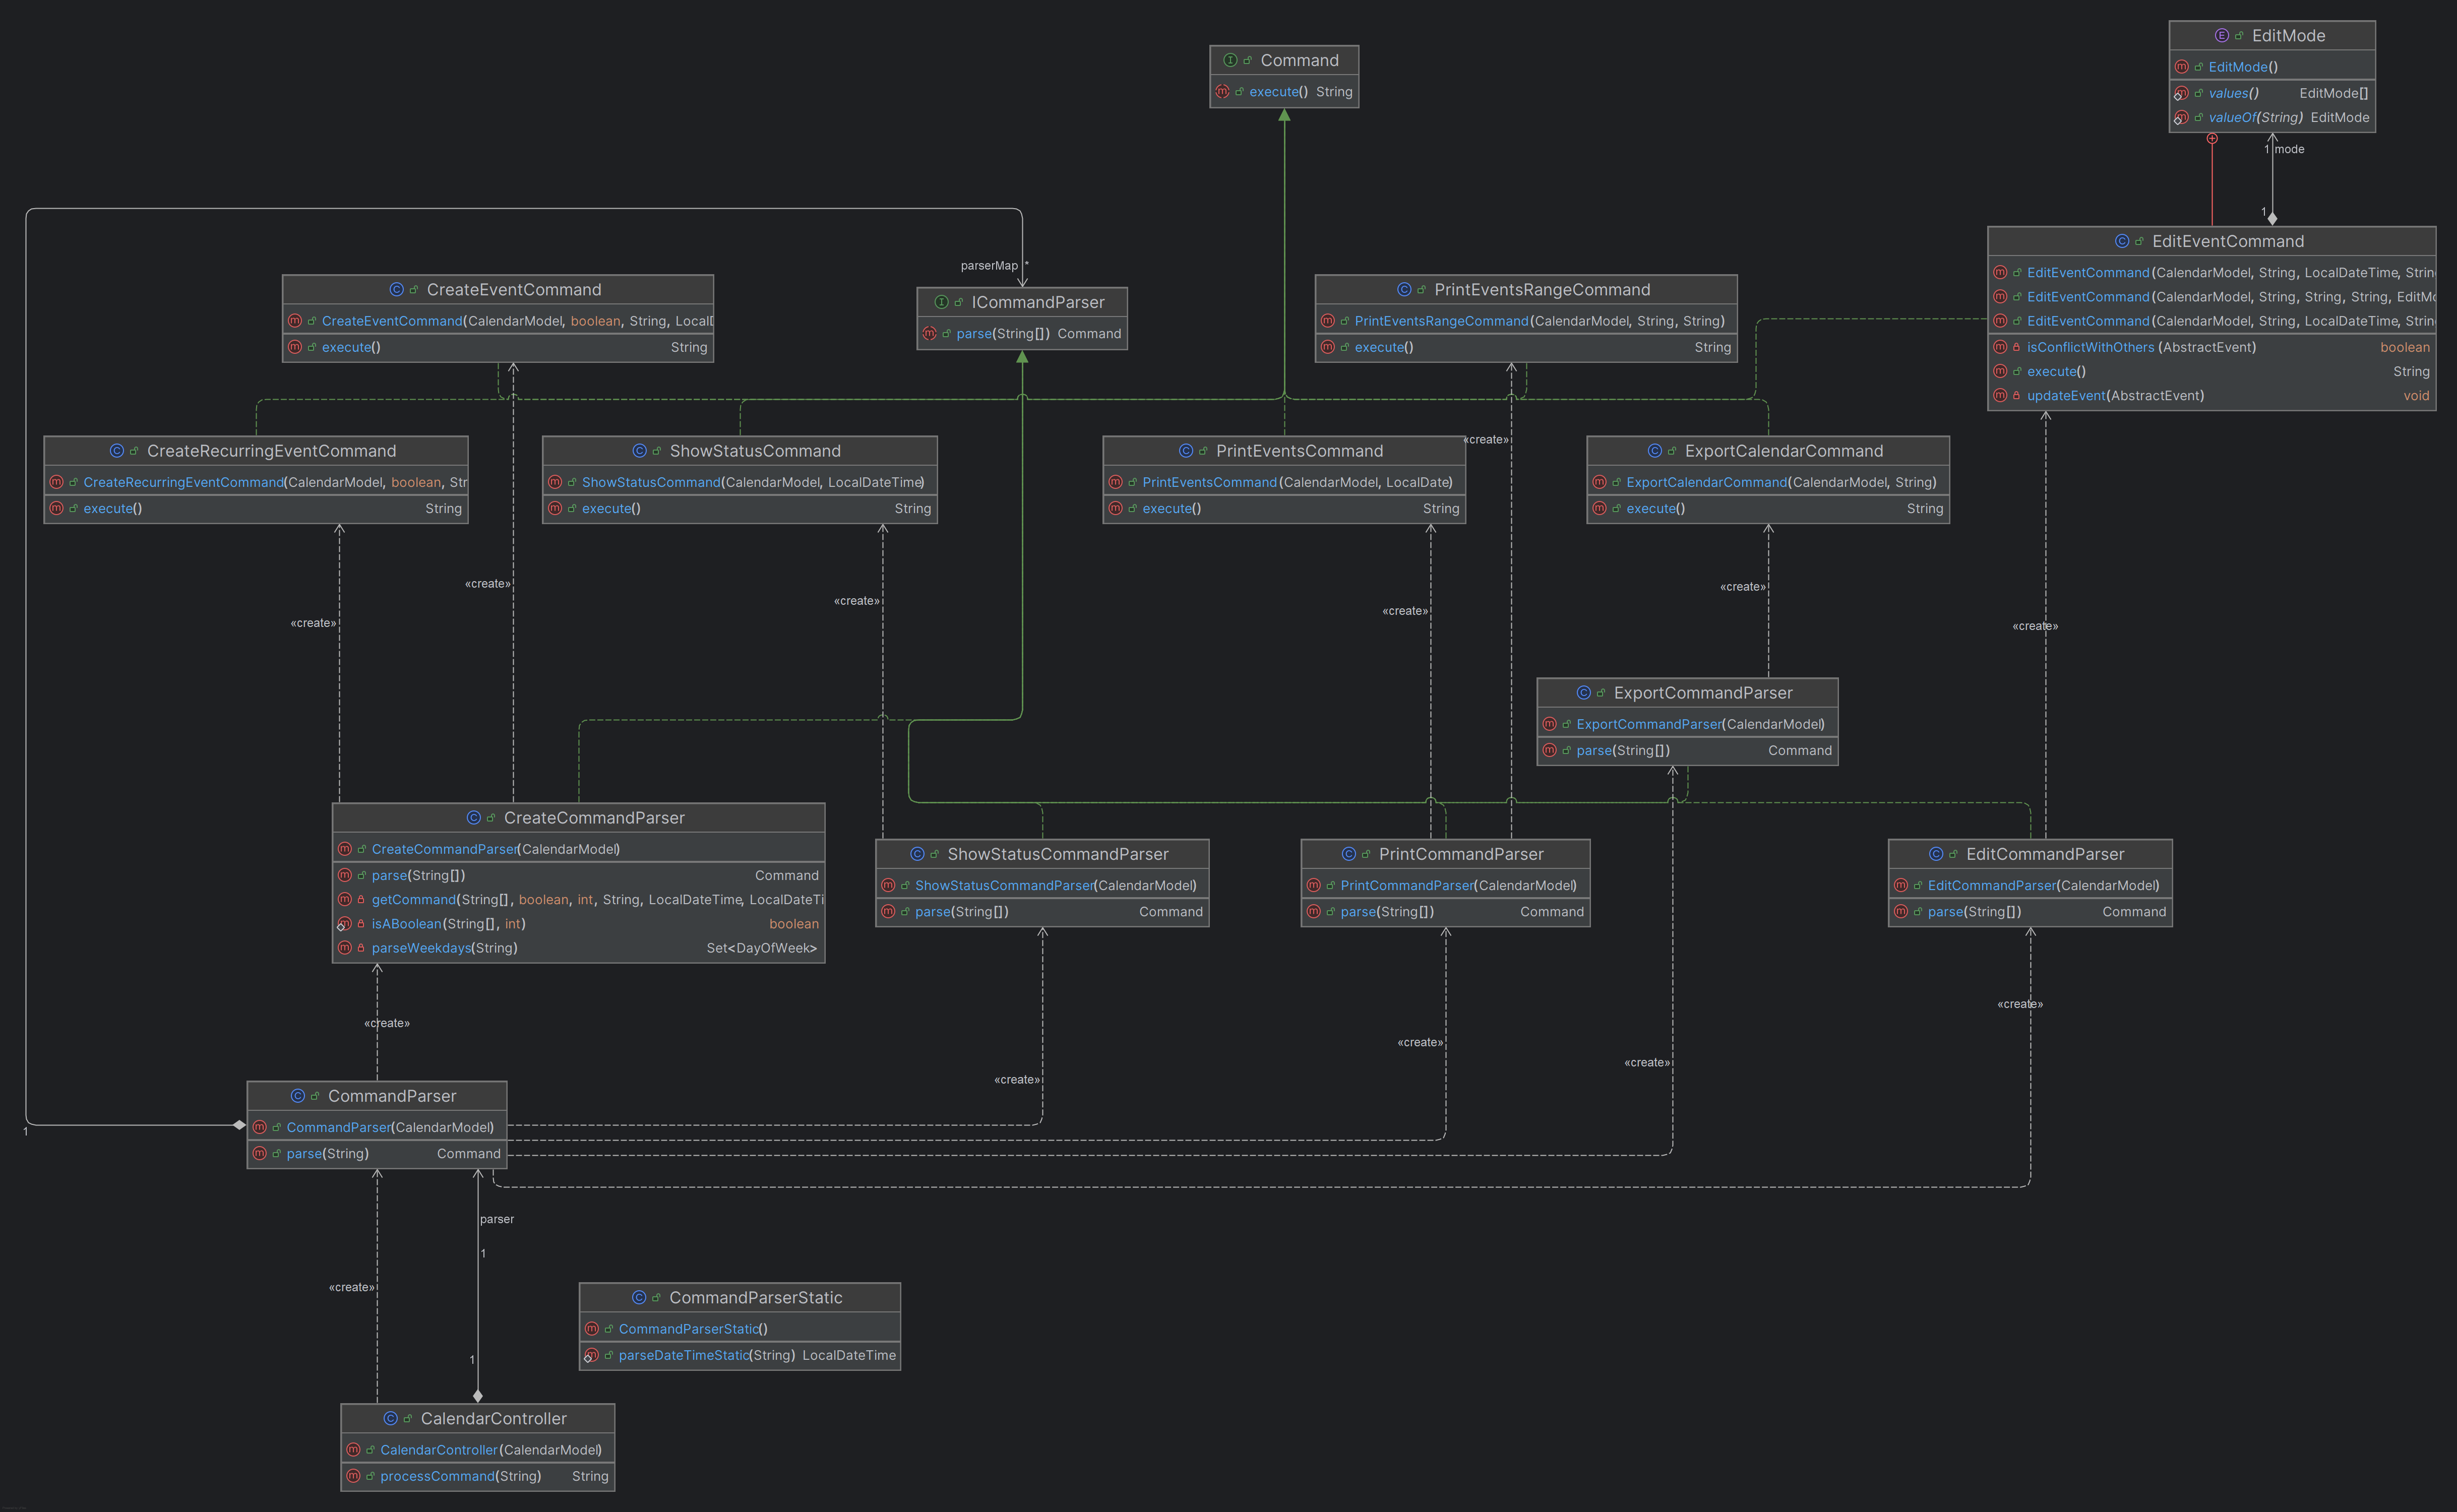 EditMode
EditMode()
values() EditMode[]
valueOf(String) EditMode
1 mode
1
Command
execute() String
EditEventCommand
EditEventCommand(CalendarModel, String, LocalDateTime, Strin
EditEventCommand(CalendarModel, String, String, String, EditMo
EditEventCommand(CalendarModel, String, LocalDateTime, Strin
isConflictWithOthers (AbstractEvent) boolean
execute() String
updateEvent(AbstractEvent) void
parserMap *
CreateEventCommand
CreateEventCommand(CalendarModel, boolean, String, LocalD
execute() String
ICommandParser
parse(String[]) Command
PrintEventsRangeCommand
PrintEventsRangeCommand(CalendarModel, String, String)
execute() String
CreateRecurringEventCommand
CreateRecurringEventCommand(CalendarModel, boolean, Str
execute() String
ShowStatusCommand
ShowStatusCommand(CalendarModel, LocalDateTime)
execute() String
PrintEventsCommand
PrintEventsCommand(CalendarModel, LocalDate)
execute() String
«create»
ExportCalendarCommand
ExportCalendarCommand(CalendarModel, String)
execute() String
«create»
«create»
«create»
«create»
«create»
«create»
ExportCommandParser
ExportCommandParser(CalendarModel)
parse(String[]) Command
CreateCommandParser
CreateCommandParser(CalendarModel)
parse(String[]) Command
getCommand(String[], boolean, int, String, LocalDateTime, LocalDateTi
isABoolean(String[], int) boolean
parseWeekdays(String) Set<DayOfWeek>
ShowStatusCommandParser
ShowStatusCommandParser(CalendarModel)
parse(String[]) Command
PrintCommandParser
PrintCommandParser(CalendarModel)
parse(String[]) Command
EditCommandParser
EditCommandParser(CalendarModel)
parse(String[]) Command
«create»
«create»
«create»
«create»
«create»
CommandParser
CommandParser(CalendarModel)
parse(String) Command
1
parser
1
«create»
1
CommandParserStatic
CommandParserStatic()
parseDateTimeStatic(String) LocalDateTime
CalendarController
CalendarController(CalendarModel)
processCommand(String) String